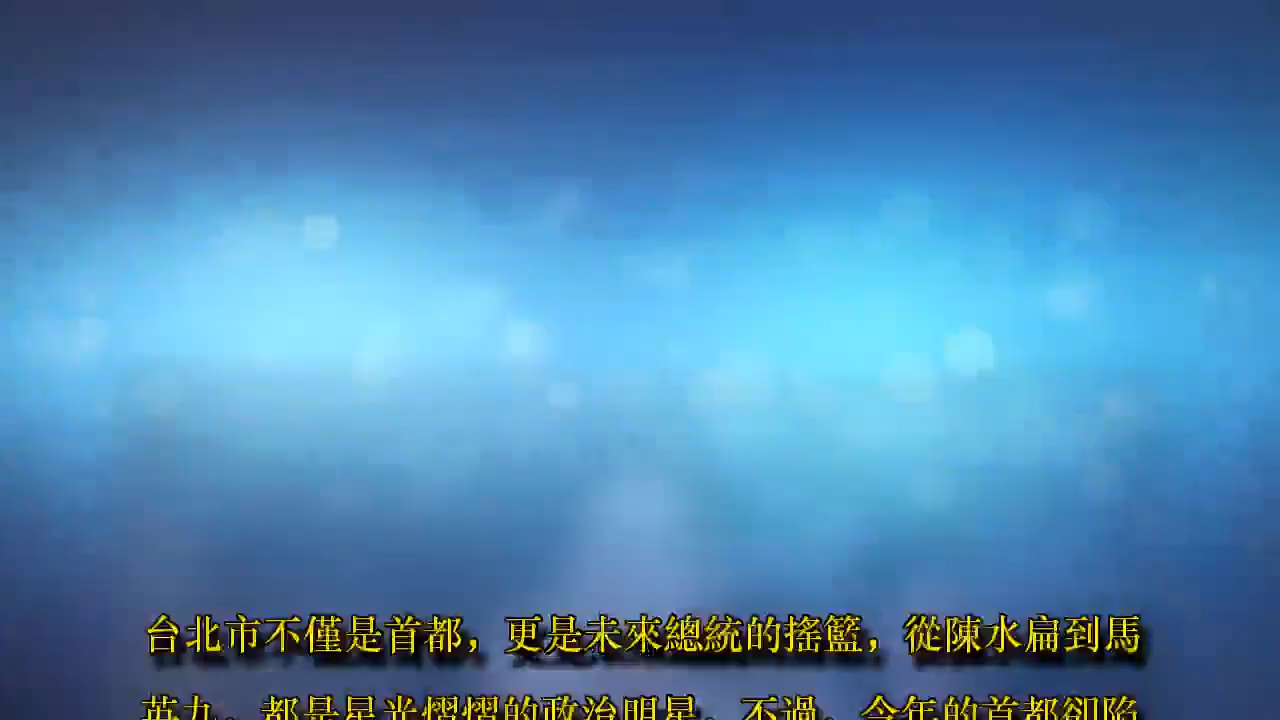 台北市不僅是首都，更是未來總統的搖籃，從陳水扁到馬
英九，都是星光熠熠的政治明星，不過，今年的首都卻陷